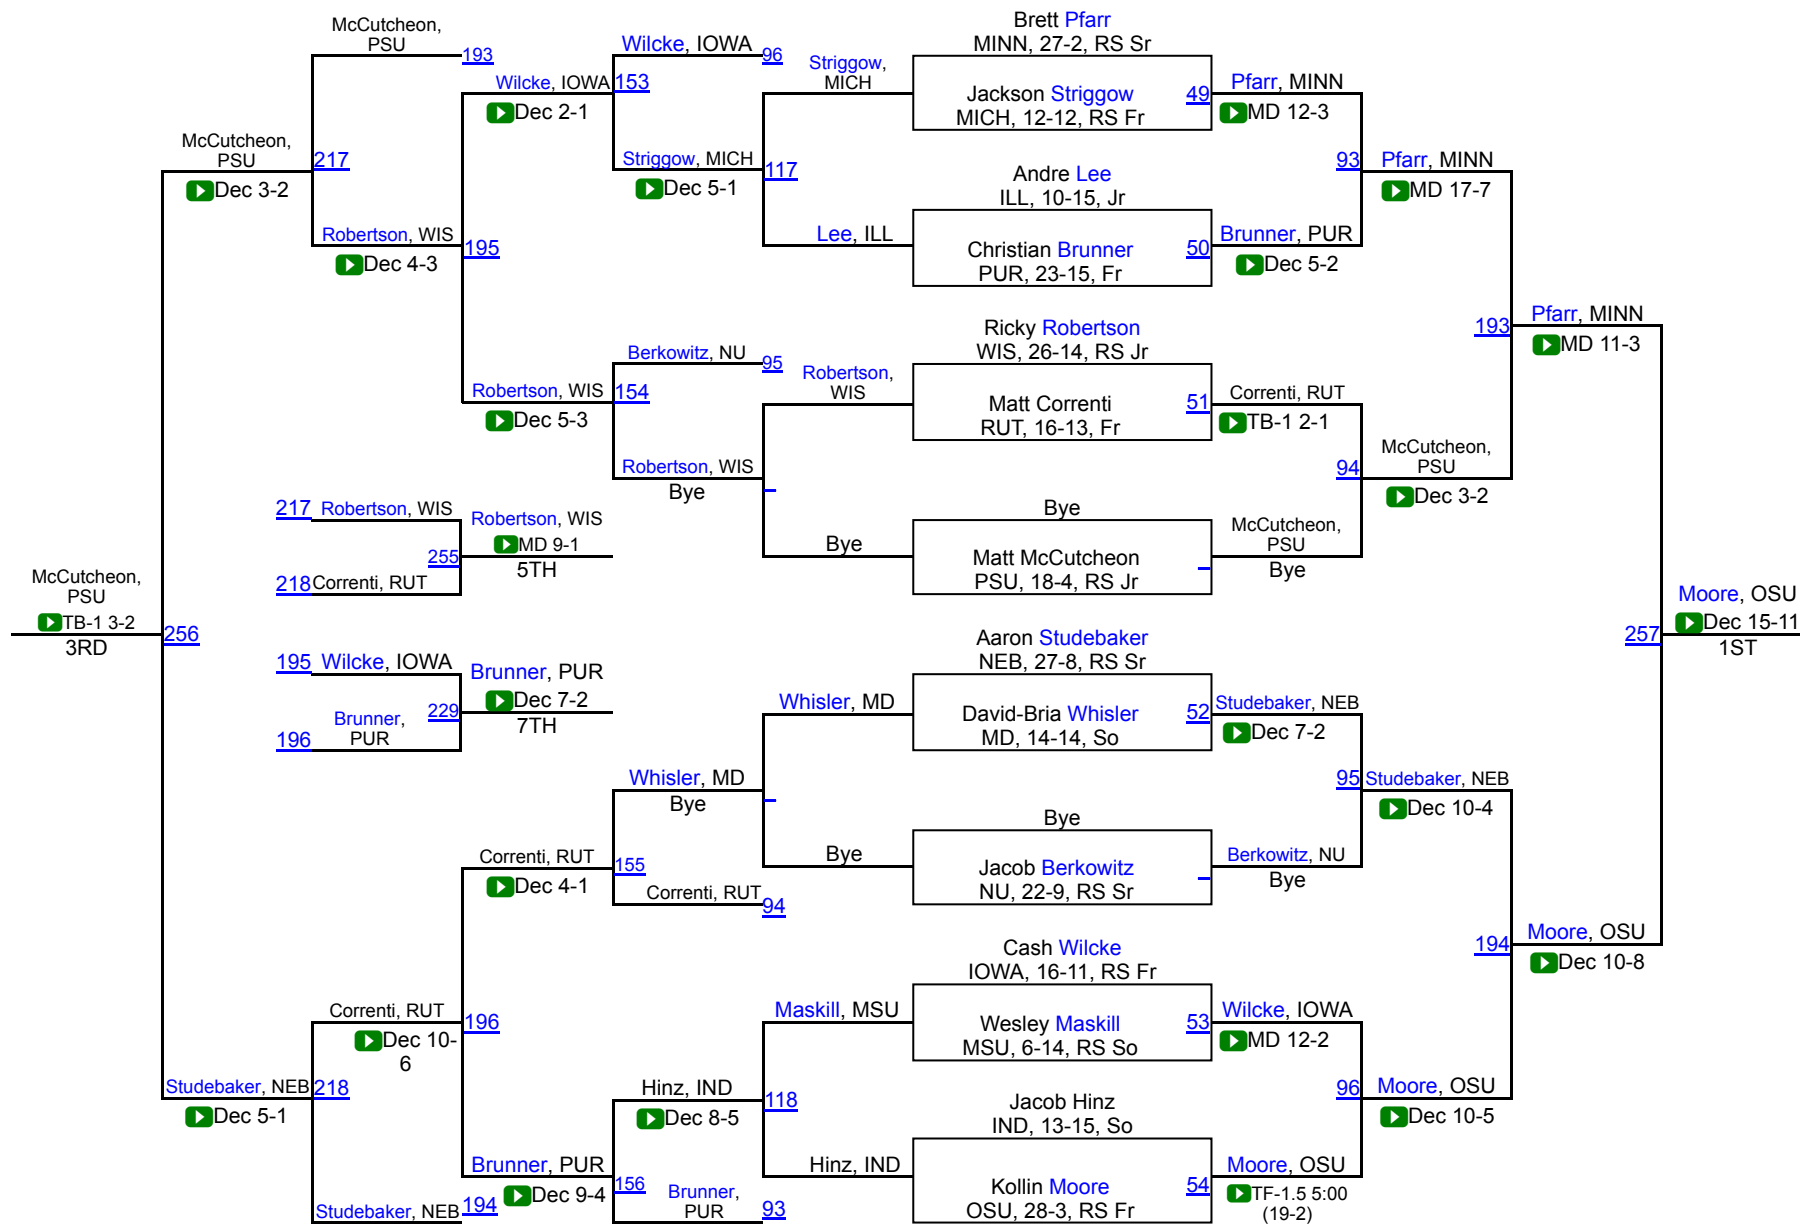 McCutcheon,
PSU
193
Wilcke, IOWA
Dec 2-1
153
Wilcke, IOWA
96
Striggow, MICH
Dec 5-1
117
Striggow,
MICH
Lee, ILL
McCutcheon,
PSU
Dec 3-2
217
Robertson, WIS
Dec 4-3
195
Robertson, WIS
Dec 5-3
154
Berkowitz, NU
95
Robertson, WIS
Bye
Robertson,
WIS
Bye
217
Robertson, WIS
218
Correnti, RUT
255
Robertson, WIS
MD 9-1
5TH
McCutcheon,
PSU
TB-1 3-2
3RD
256
195
Wilcke, IOWA
196
Brunner,
PUR
229
Brunner, PUR
Dec 7-2
7TH
Whisler, MD
Bye
Whisler, MD
Bye
Correnti, RUT
Dec 4-1
155
Correnti, RUT
94
Correnti, RUT
Dec 10-
6
196
Studebaker, NEB
Dec 5-1
218
Studebaker, NEB
194
Brunner, PUR
Dec 9-4
156
Hinz, IND
Dec 8-5
118
Brunner,
PUR
93
Maskill, MSU
Hinz, IND
Brett Pfarr
MINN, 27-2, RS Sr
Jackson Striggow
MICH, 12-12, RS Fr
49
Pfarr, MINN
MD 12-3
Andre Lee
ILL, 10-15, Jr
Christian Brunner
PUR, 23-15, Fr
50
Brunner, PUR
Dec 5-2
93
Pfarr, MINN
MD 17-7
Ricky Robertson
WIS, 26-14, RS Jr
Matt Correnti
RUT, 16-13, Fr
51
Correnti, RUT
TB-1 2-1
Bye
Matt McCutcheon
PSU, 18-4, RS Jr
McCutcheon,
PSU
Bye
94
McCutcheon,
PSU
Dec 3-2
193
Pfarr, MINN
MD 11-3
Aaron Studebaker
NEB, 27-8, RS Sr
David-Bria Whisler
MD, 14-14, So
52
Studebaker, NEB
Dec 7-2
Bye
Jacob Berkowitz
NU, 22-9, RS Sr
Berkowitz, NU
Bye
95
Studebaker, NEB
Dec 10-4
Cash Wilcke
IOWA, 16-11, RS Fr
Wesley Maskill
MSU, 6-14, RS So
53
Wilcke, IOWA
MD 12-2
Jacob Hinz
IND, 13-15, So
Kollin Moore
OSU, 28-3, RS Fr
54
Moore, OSU
TF-1.5 5:00
(19-2)
96
Moore, OSU
Dec 10-5
194
Moore, OSU
Dec 10-8
257
Moore, OSU
Dec 15-11
1ST